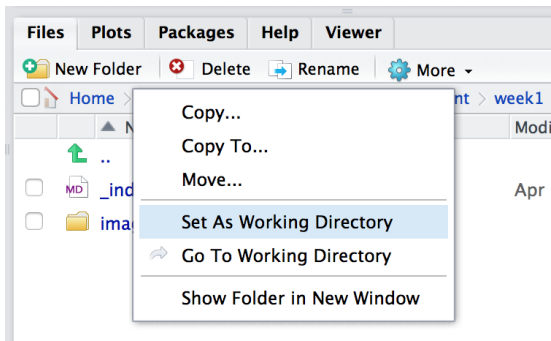 Files Plots Packages Help Viewer
New Folder Delete Rename More
Home nt > week1
N Modi
Copy...
..
Copy To...
MD _ind Move... Apr
ima Set As Working Directory
Go To Working Directory
Show Folder in New Window